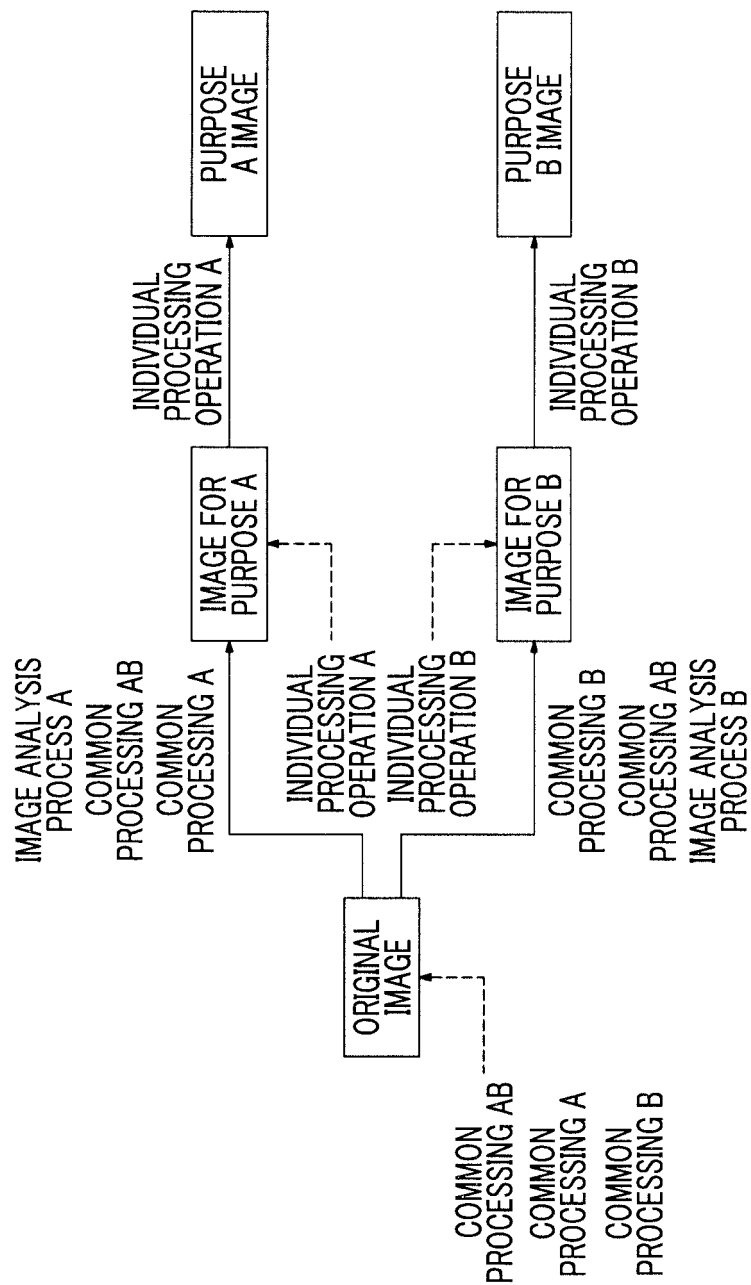 IMAGE ANALYSIS
PROCESS A
COMMON
PROCESSING AB
COMMON
PROCESSING A
INDIVIDUAL
PROCESSING
OPERATION A
PURPOSE
A IMAGE
IMAGE FOR
PURPOSE A
INDIVIDUAL
PROCESSING
OPERATION A
INDIVIDUAL
PROCESSING
OPERATION B
ORIGINAL
IMAGE
COMMON
PROCESSING AB
COMMON
PROCESSING A
COMMON
PROCESSING B
IMAGE FOR
PURPOSE B
INDIVIDUAL
PROCESSING
OPERATION B
PURPOSE
B IMAGE
COMMON
PROCESSING B
COMMON
PROCESSING AB
IMAGE ANALYSIS
PROCESS B